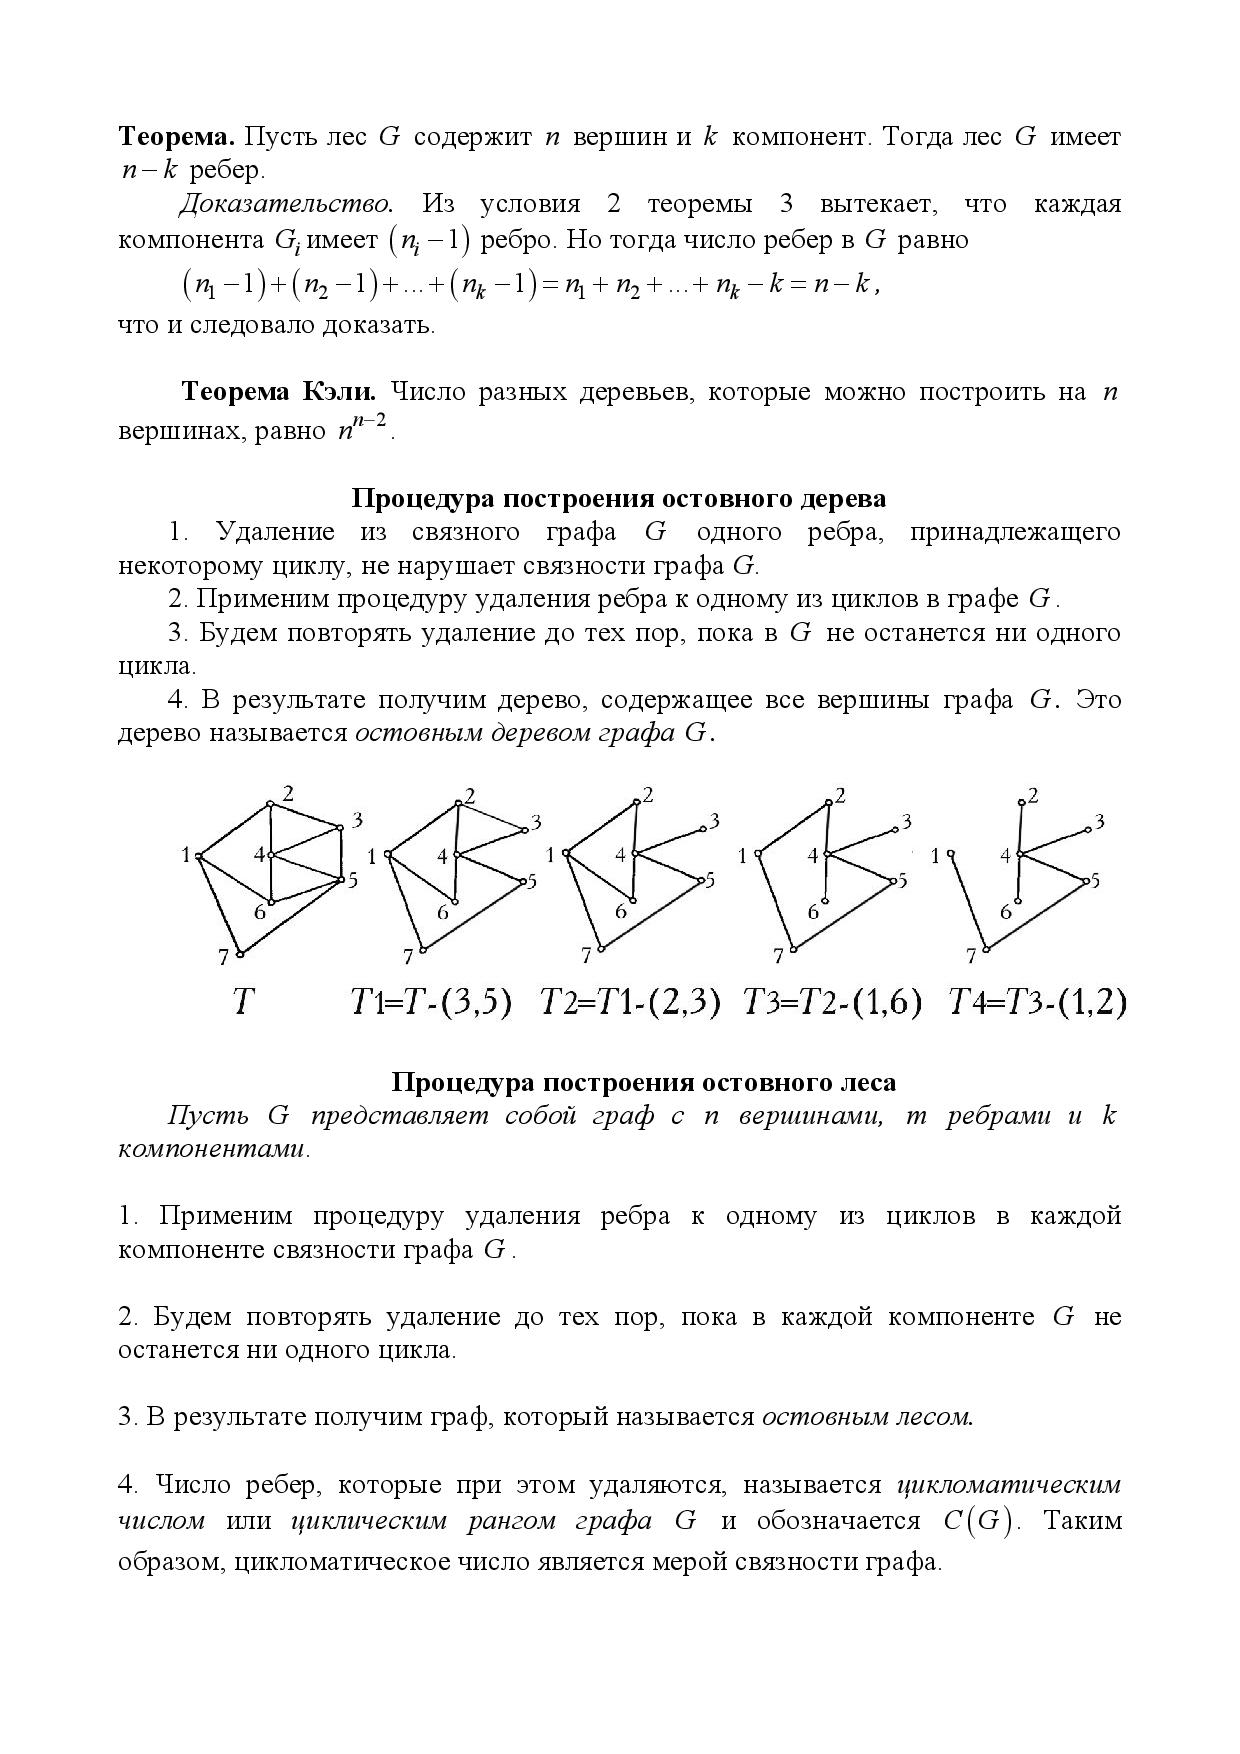 Теорема. Пусть лес G содержит n вершин и k компонент. Тогда лес G имеет
n − k ребер.
Доказательство. Из условия 2 теоремы 3 вытекает, что каждая
компонента Gᵢ имеет (nᵢ − 1) ребро. Но тогда число ребер в G равно
(n₁ − 1) + (n₂ − 1) + ... + (nₖ − 1) = n₁ + n₂ + ... + nₖ − k = n − k,
что и следовало доказать.
Теорема Кэли. Число разных деревьев, которые можно построить на n
вершинах, равно nⁿ⁻².
Процедура построения остовного дерева
1. Удаление из связного графа G одного ребра, принадлежащего
некоторому циклу, не нарушает связности графа G.
2. Применим процедуру удаления ребра к одному из циклов в графе G.
3. Будем повторять удаление до тех пор, пока в G не останется ни одного
цикла.
4. В результате получим дерево, содержащее все вершины графа G. Это
дерево называется остовным деревом графа G.
2 2 2 2 2
3 3 3 3 3
1 4 1 4 1 4 1 4 1 4
5 5 5 5 5
6 6 6 6 6
7 7 7 7 7
T T1=T-(3,5) T2=T1-(2,3) T3=T2-(1,6) T4=T3-(1,2)
Процедура построения остовного леса
Пусть G представляет собой граф с n вершинами, m ребрами и k
компонентами.
1. Применим процедуру удаления ребра к одному из циклов в каждой
компоненте связности графа G.
2. Будем повторять удаление до тех пор, пока в каждой компоненте G не
останется ни одного цикла.
3. В результате получим граф, который называется остовным лесом.
4. Число ребер, которые при этом удаляются, называется цикломатическим
числом или циклическим рангом графа G и обозначается C(G). Таким
образом, цикломатическое число является мерой связности графа.